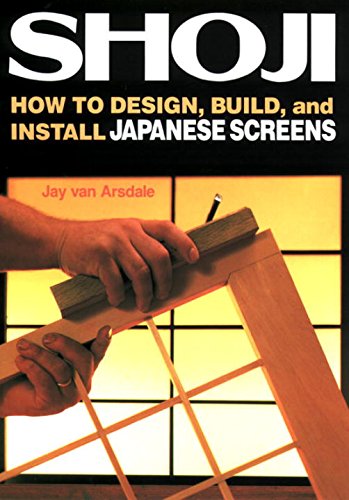 SHOJI
HOW TO DESIGN, BUILD, and
INSTALL JAPANESE SCREENS
Jay van Arsdale